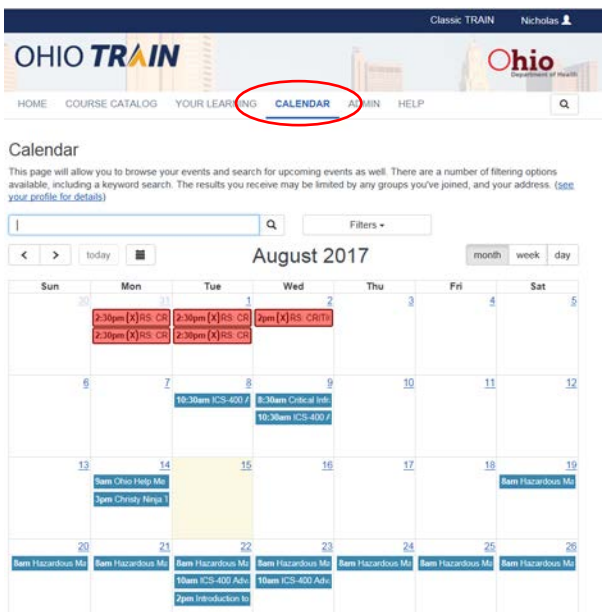 Classic TRAIN Nicholas
OHIO TRAIN
Ohio
Department of Health
HOME COURSE CATALOG YOUR LEARNING CALENDAR ADMIN HELP
Calendar
This page will allow you to browse your events and search for upcoming events as well. There are a number of filtering options
available, including a keyword search. The results you receive may be limited by any groups you've joined, and your address. (see
your profile for details)
Filters
< > today August 2017 month week day
Sun Mon Tue Wed Thu Fri Sat
30 31 1 2 3 4 5
2:30pm [X]RS: CR 2:30pm [X]RS: CR 2pm [X]RS: CRITI
2:30pm [X]RS: CR 2:30pm [X]RS: CR
6 7 8 9 10 11 12
10:30am ICS-400 A 8:30am Critical Infr
10:30am ICS-400 A
13 14 15 16 17 18 19
9am Ohio Help Me 8am Hazardous Ma
3pm Christy Ninja T
20 21 22 23 24 25 26
8am Hazardous Ma 8am Hazardous Ma 8am Hazardous Ma 8am Hazardous Ma 8am Hazardous Ma 8am Hazardous Ma 8am Hazardous Ma
10am ICS-400 Adv. 10am ICS-400 Adv.
2pm Introduction to